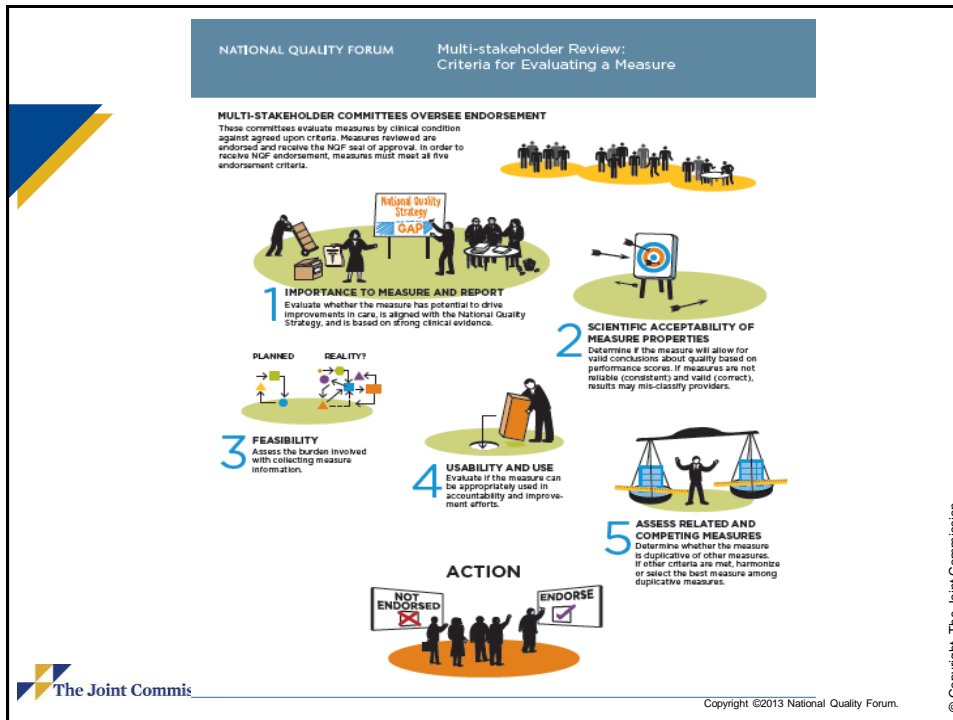 NATIONAL QUALITY FORUM
Multi-stakeholder Review:
Criteria for Evaluating a Measure
MULTI-STAKEHOLDER COMMITTEES OVERSEE ENDORSEMENT
These committees evaluate measures by clinical condition
against agreed upon criteria. Measures reviewed are
endorsed and receive the NQF seal of approval. In order to
receive NQF endorsement, measures must meet all five
endorsement criteria.
National Quality
Strategy
GAP
1
IMPORTANCE TO MEASURE AND REPORT
Evaluate whether the measure has potential to drive
improvements in care, is aligned with the National Quality
Strategy, and is based on strong clinical evidence.
2
SCIENTIFIC ACCEPTABILITY OF
MEASURE PROPERTIES
Determine if the measure will allow for
valid conclusions about quality based on
performance scores. If measures are not
reliable (consistent) and valid (correct),
results may mis-classify providers.
PLANNED
REALITY?
3
FEASIBILITY
Assess the burden involved
with collecting measure
information.
4
USABILITY AND USE
Evaluate if the measure can
be appropriately used in
accountability and improve-
ment efforts.
5
ASSESS RELATED AND
COMPETING MEASURES
Determine whether the measure
is duplicative of other measures.
If other criteria are met, harmonize
or select the best measure among
duplicative measures.
ACTION
NOT
ENDORSED
ENDORSE
The Joint Commis
Copyright ©2013 National Quality Forum.
© Copyright, The Joint Commission